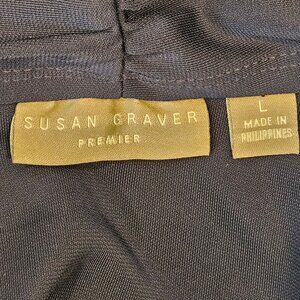 SUSAN GRAVER
PREMIER
L
MADE IN
PHILIPPINES